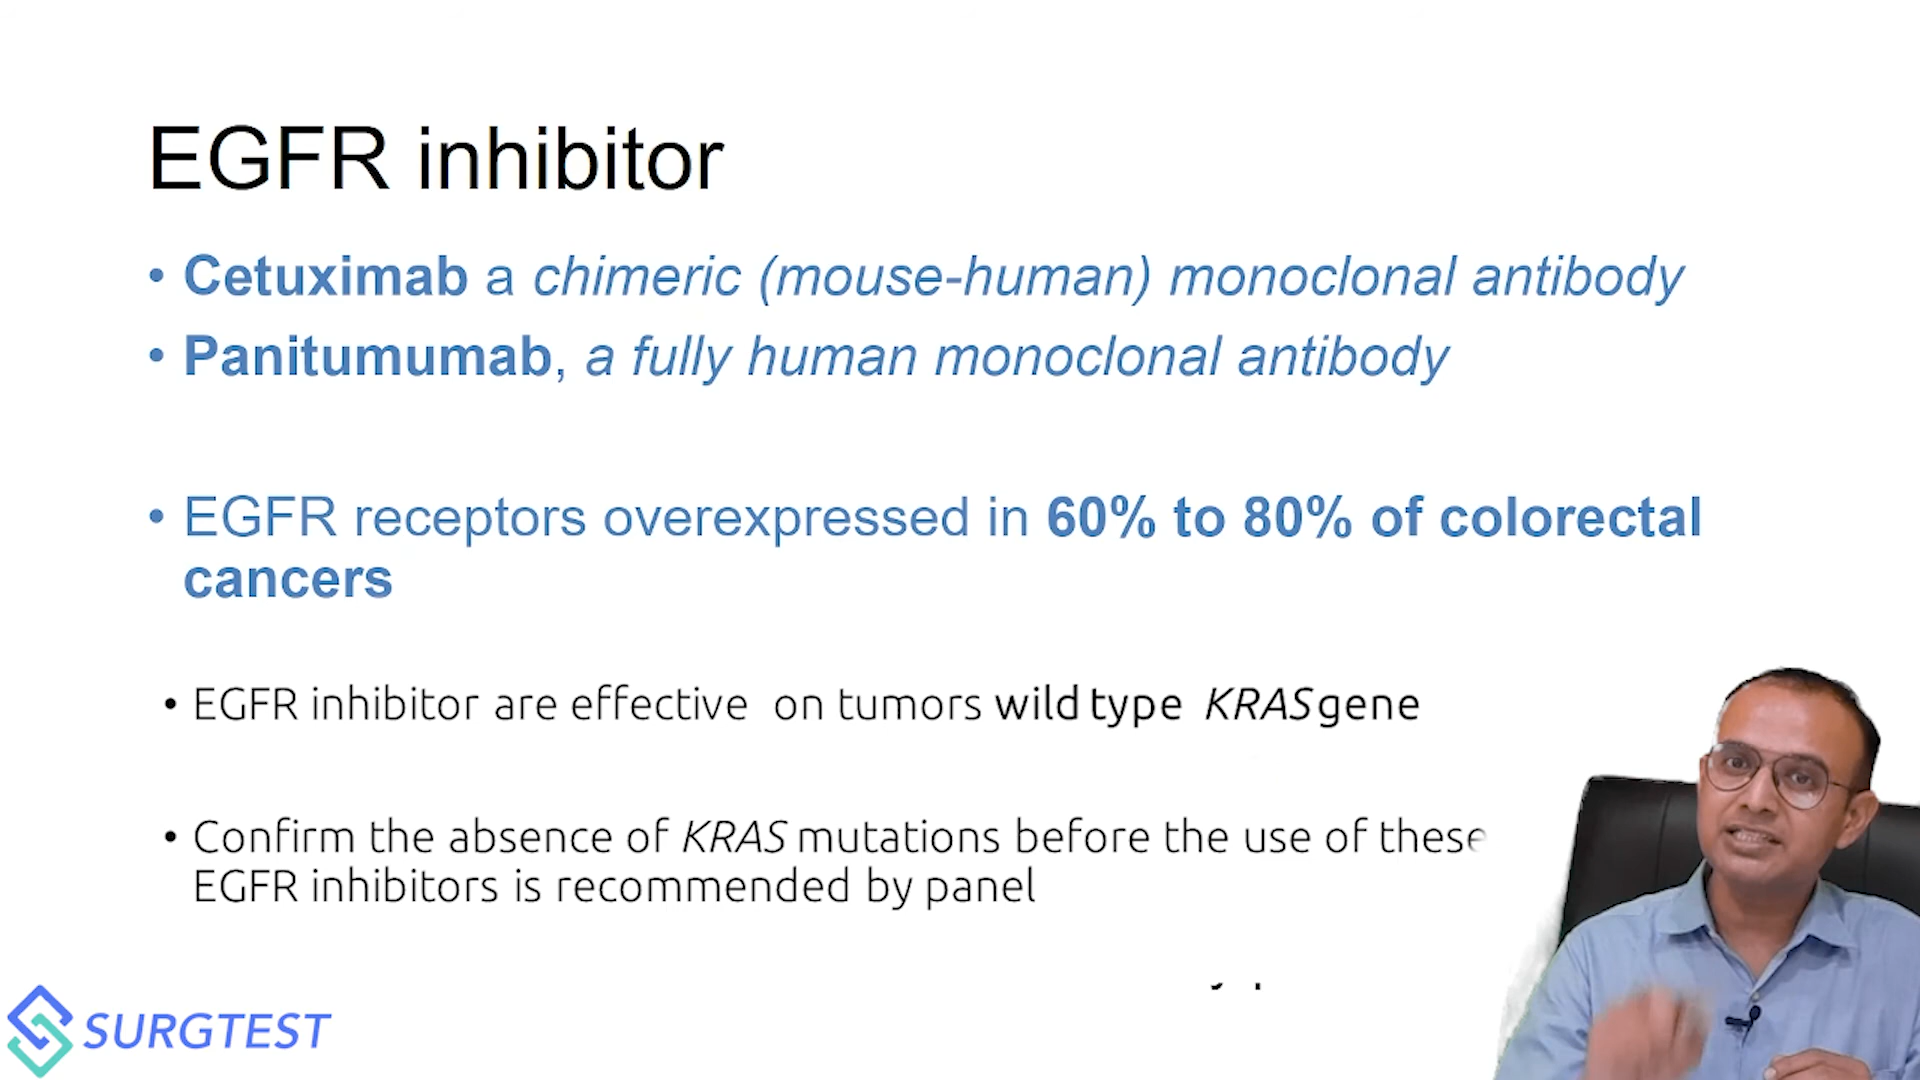 EGFR inhibitor
• Cetuximab a chimeric (mouse-human) monoclonal antibody
• Panitumumab, a fully human monoclonal antibody
• EGFR receptors overexpressed in 60% to 80% of colorectal
cancers
• EGFR inhibitor are effective on tumors wild type KRAS gene
• Confirm the absence of KRAS mutations before the use of these
EGFR inhibitors is recommended by panel
SURGTEST